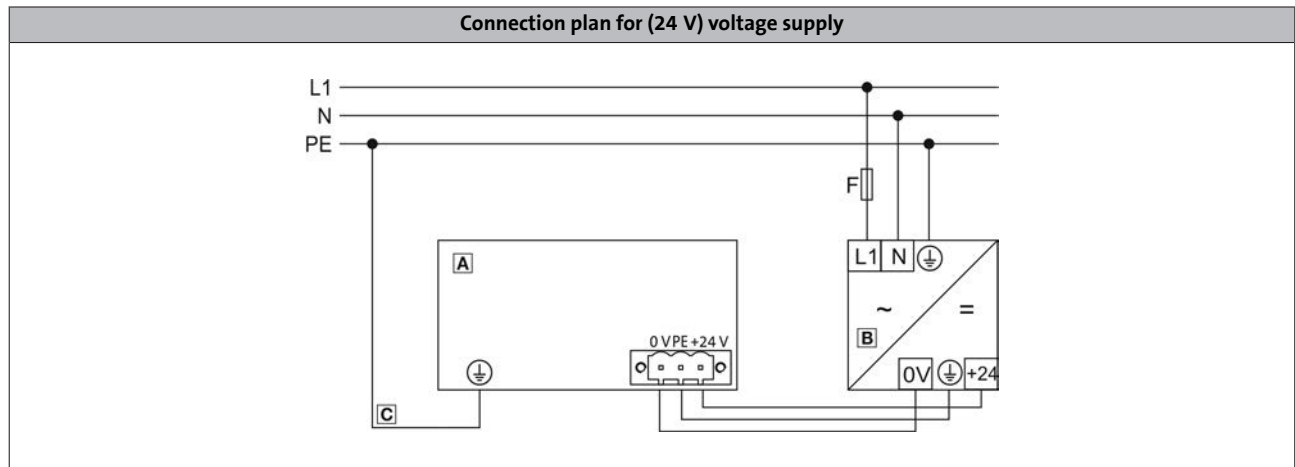 Connection plan for (24 V) voltage supply
L1
N
PE
F
A
L1 N
~ =
B
0 V PE +24 V
0V +24
C